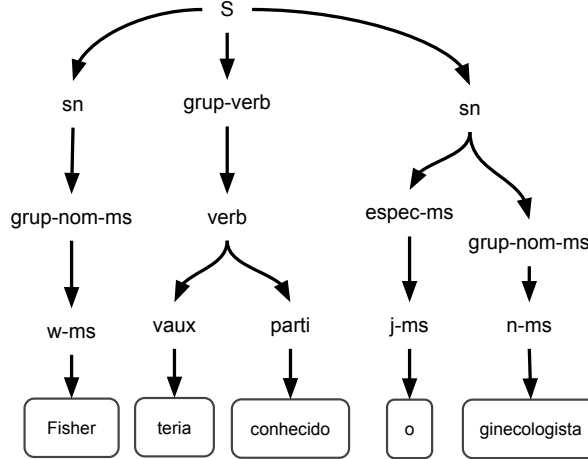 S
sn grup-verb sn
grup-nom-ms verb espec-ms grup-nom-ms
w-ms vaux parti j-ms n-ms
Fisher teria conhecido o ginecologista